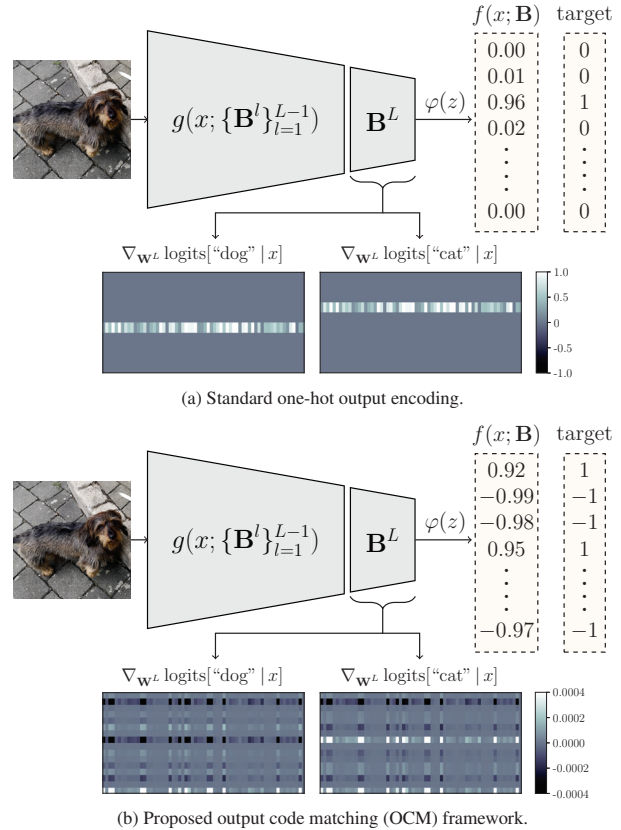 f(x; B) target
0.00 0
0.01 0
g(x; {B^l}_{l=1}^{L−1}) B^L φ(z) 0.96 1
0.02 0
0.00 0
∇_{W^L} logits[“dog” | x] ∇_{W^L} logits[“cat” | x]
1.0
0.5
0
-0.5
-1.0
(a) Standard one-hot output encoding.
f(x; B) target
0.92 1
−0.99 −1
g(x; {B^l}_{l=1}^{L−1}) B^L φ(z) −0.98 −1
0.95 1
−0.97 −1
∇_{W^L} logits[“dog” | x] ∇_{W^L} logits[“cat” | x]
0.0004
0.0002
0.0000
-0.0002
-0.0004
(b) Proposed output code matching (OCM) framework.